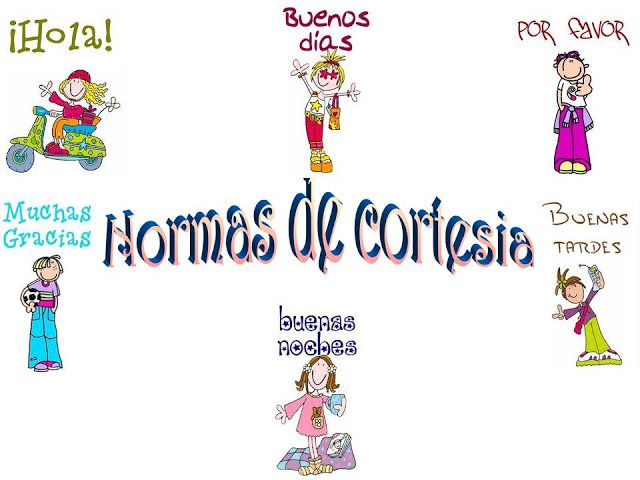 ¡Hola!
Buenos
días
POR FAVOR
Muchas
Gracias
Normas de cortesia
BUENAS
TARDES
buenas
noches